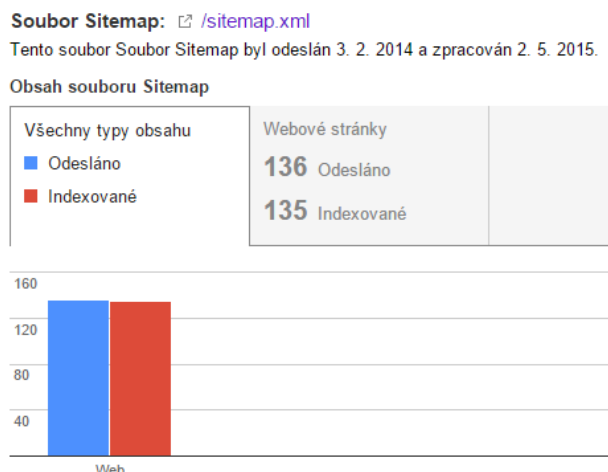 Soubor Sitemap: /sitemap.xml
Tento soubor Soubor Sitemap byl odeslán 3. 2. 2014 a zpracován 2. 5. 2015.
Obsah souboru Sitemap
Všechny typy obsahu
Odesláno
Indexované
Webové stránky
136 Odesláno
135 Indexované
160
120
80
40
Web